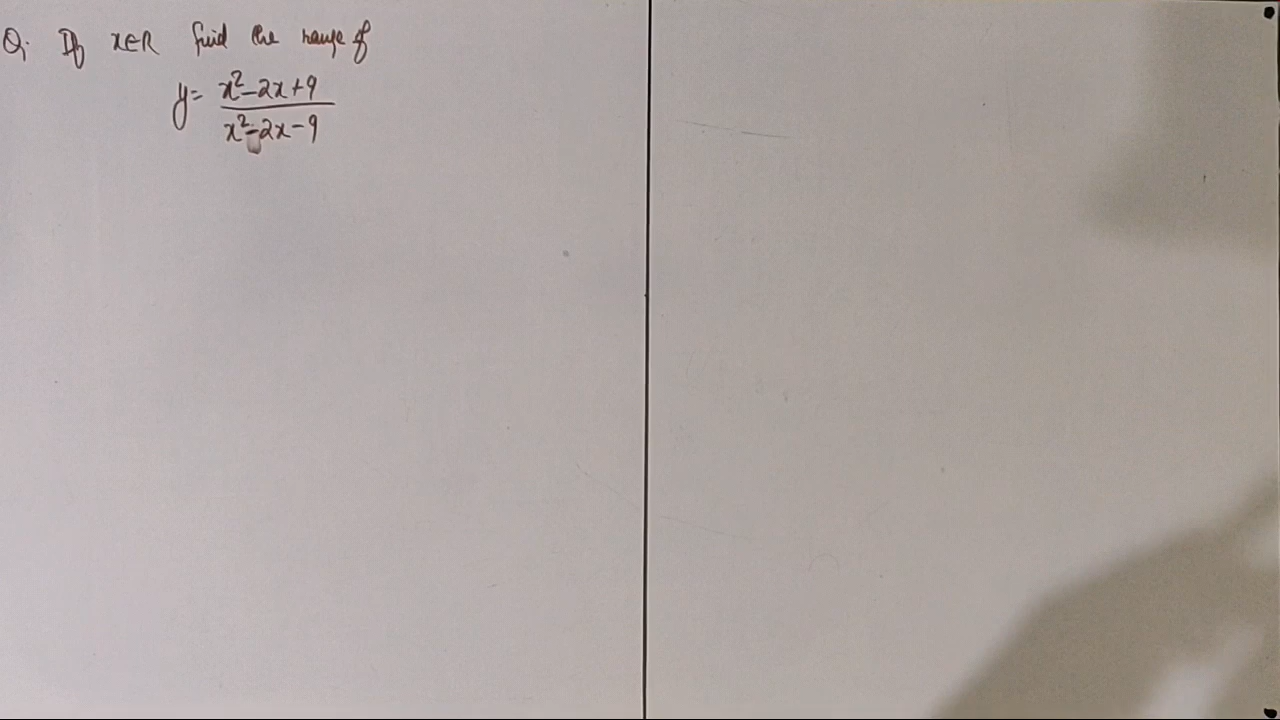 Q. If x∈R find the range of
y = x²-2x+9 / x²-2x-9